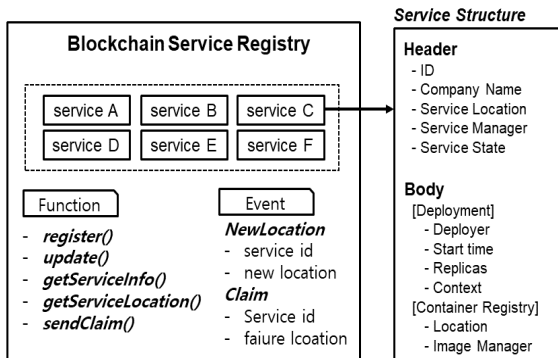 Blockchain Service Registry
service A
service B
service C
service D
service E
service F
Function
- register()
- update()
- getServiceInfo()
- getServiceLocation()
- sendClaim()
Event
NewLocation
- service id
- new location
Claim
- Service id
- faiure lcoation
Service Structure
Header
- ID
- Company Name
- Service Location
- Service Manager
- Service State
Body
[Deployment]
- Deployer
- Start time
- Replicas
- Context
[Container Registry]
- Location
- Image Manager